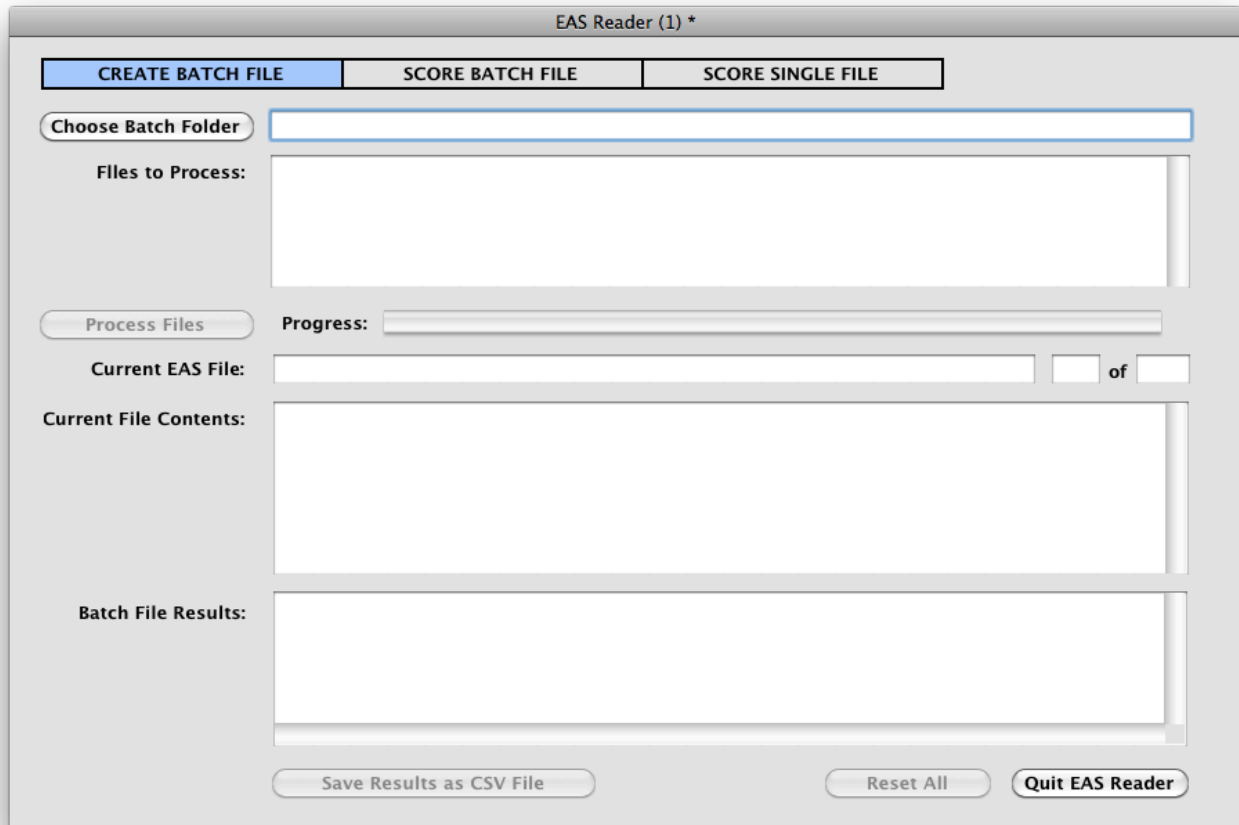 EAS Reader (1) *
CREATE BATCH FILE SCORE BATCH FILE SCORE SINGLE FILE
Choose Batch Folder
FIles to Process:
Process Files Progress:
Current EAS File: of
Current File Contents:
Batch File Results:
Save Results as CSV File Reset All Quit EAS Reader